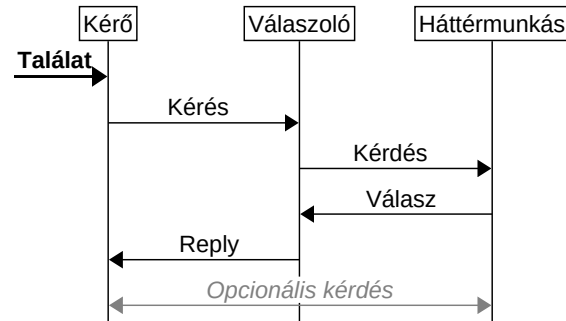 Kérő
Válaszoló
Háttérmunkás
Találat
Kérés
Kérdés
Válasz
Reply
Opcionális kérdés